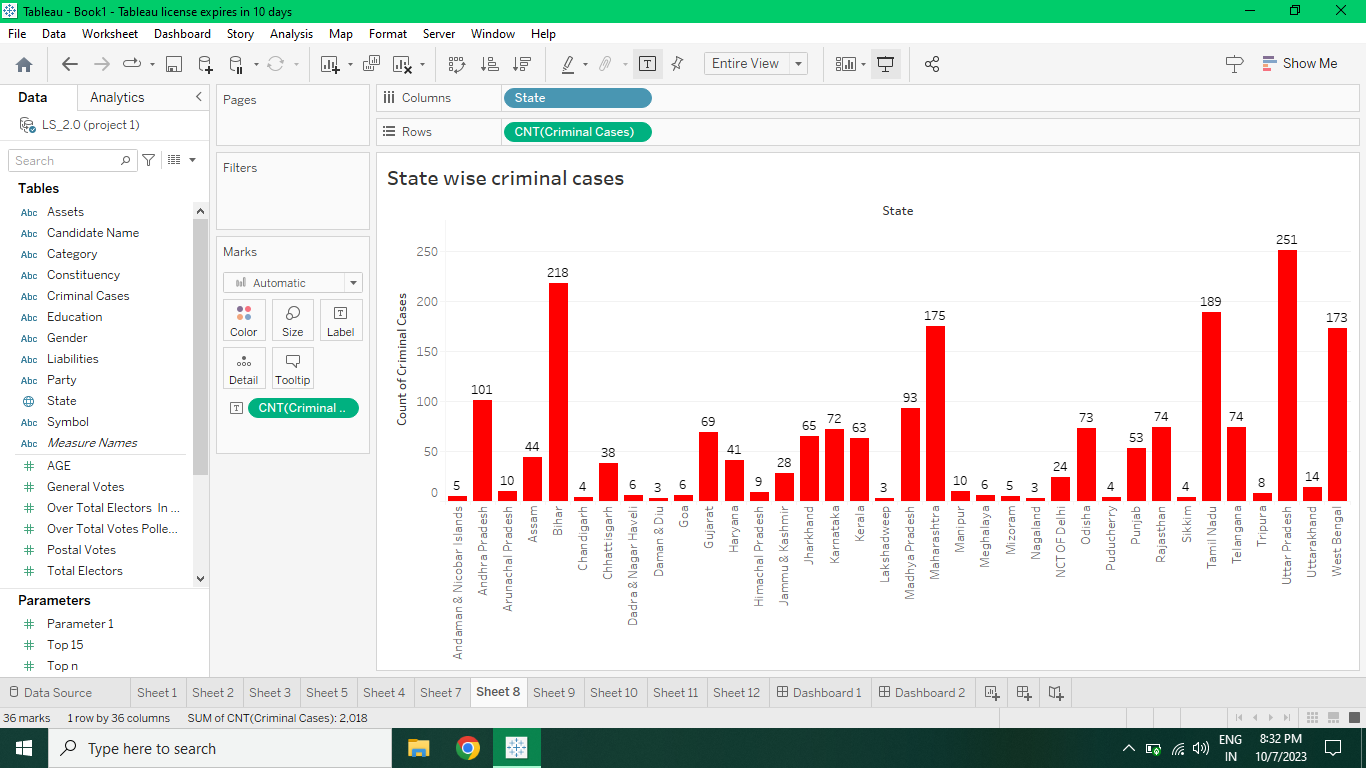 Tableau - Book1 - Tableau license expires in 10 days
File Data Worksheet Dashboard Story Analysis Map Format Server Window Help
Entire View
Show Me
Data Analytics
LS_2.0 (project 1)
Search
Tables
Abc Assets
Abc Candidate Name
Abc Category
Abc Constituency
Abc Criminal Cases
Abc Education
Abc Gender
Abc Liabilities
Abc Party
State
Abc Symbol
Abc Measure Names
AGE
General Votes
Over Total Electors In ...
Over Total Votes Polle...
Postal Votes
Total Electors
Parameters
Parameter 1
Top 15
Top n
Pages
Filters
Marks
Automatic
Color Size Label
Detail Tooltip
CNT(Criminal ..
Columns State
Rows CNT(Criminal Cases)
State wise criminal cases
State
Count of Criminal Cases
250
200
150
100
50
0
5 101 10 44 218 4 38 6 3 6 69 41 9 28 65 72 63 3 93 175 10 6 5 3 24 73 4 53 74 4 189 74 8 251 14 173
Andaman & Nicobar Islands
Andhra Pradesh
Arunachal Pradesh
Assam
Bihar
Chandigarh
Chhattisgarh
Dadra & Nagar Haveli
Daman & Diu
Goa
Gujarat
Haryana
Himachal Pradesh
Jammu & Kashmir
Jharkhand
Karnataka
Kerala
Lakshadweep
Madhya Pradesh
Maharashtra
Manipur
Meghalaya
Mizoram
Nagaland
NCT OF Delhi
Odisha
Puducherry
Punjab
Rajasthan
Sikkim
Tamil Nadu
Telangana
Tripura
Uttar Pradesh
Uttarakhand
West Bengal
Data Source Sheet 1 Sheet 2 Sheet 3 Sheet 5 Sheet 4 Sheet 7 Sheet 8 Sheet 9 Sheet 10 Sheet 11 Sheet 12 Dashboard 1 Dashboard 2
36 marks 1 row by 36 columns SUM of CNT(Criminal Cases): 2,018
Type here to search
ENG
IN
8:32 PM
10/7/2023